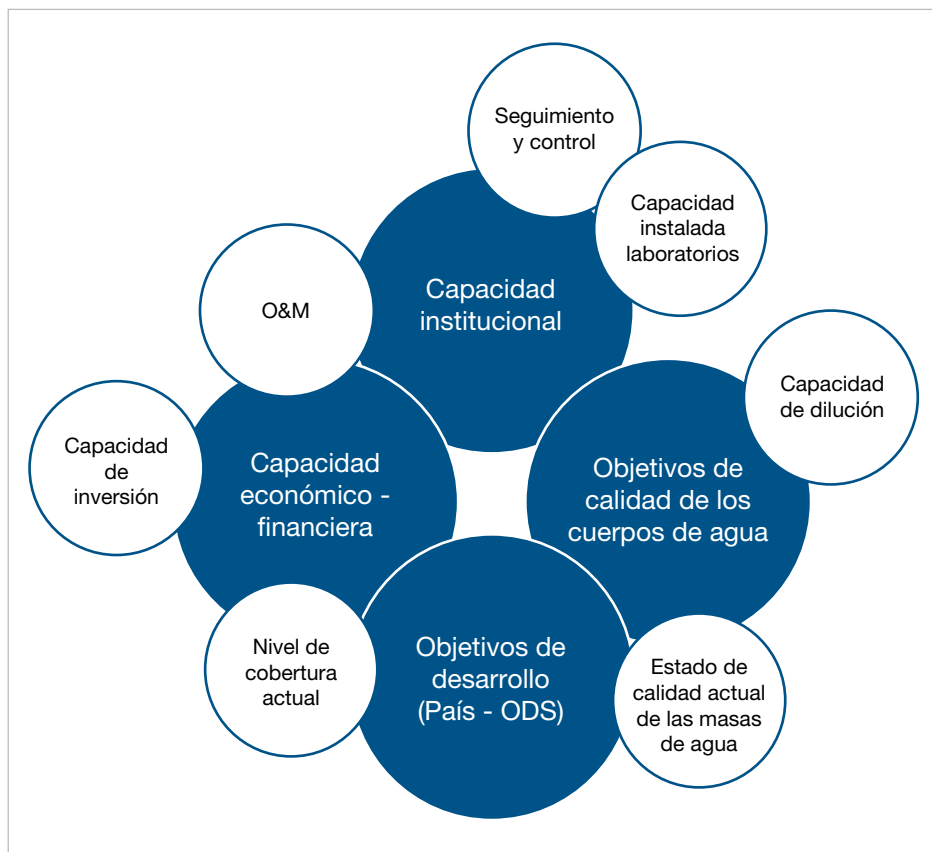 Seguimiento
y control
Capacidad
instalada
laboratorios
Capacidad
institucional
O&M
Capacidad
de dilución
Capacidad
de
inversión
Capacidad
económico -
financiera
Objetivos de
calidad de los
cuerpos de agua
Nivel de
cobertura
actual
Objetivos de
desarrollo
(País - ODS)
Estado de
calidad actual
de las masas
de agua